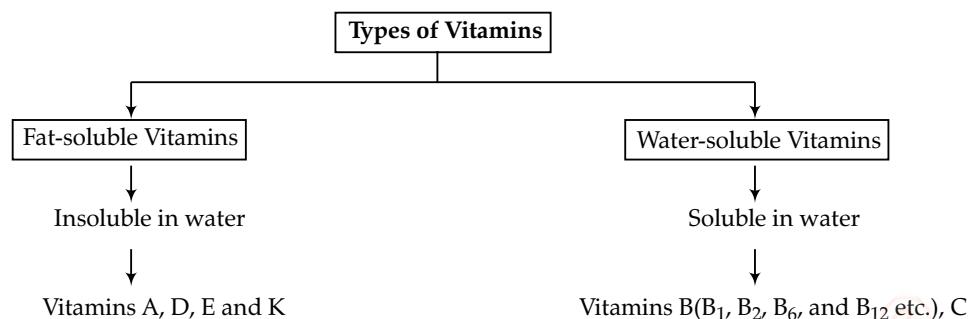 Types of Vitamins
Fat-soluble Vitamins
Water-soluble Vitamins
Insoluble in water
Soluble in water
Vitamins A, D, E and K
Vitamins B(B₁, B₂, B₆, and B₁₂ etc.), C